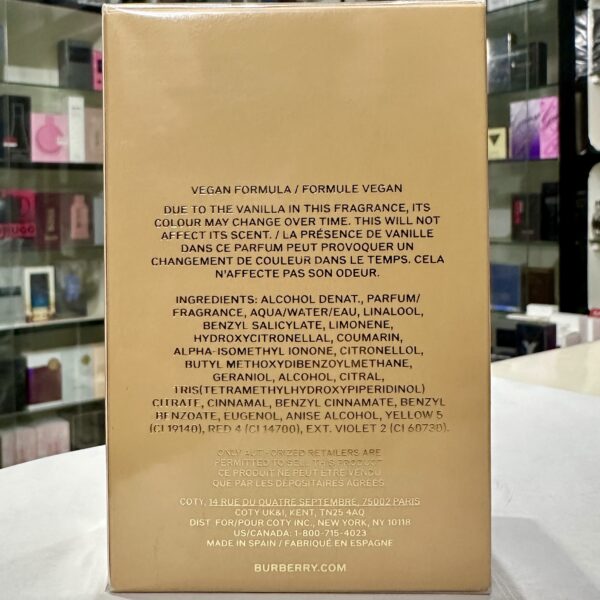 VEGAN FORMULA / FORMULE VEGAN
DUE TO THE VANILLA IN THIS FRAGRANCE, ITS
COLOUR MAY CHANGE OVER TIME. THIS WILL NOT
AFFECT ITS SCENT. / LA PRÉSENCE DE VANILLE
DANS CE PARFUM PEUT PROVOQUER UN
CHANGEMENT DE COULEUR DANS LE TEMPS. CELA
N'AFFECTE PAS SON ODEUR.
INGREDIENTS: ALCOHOL DENAT., PARFUM/
FRAGRANCE, AQUA/WATER/EAU, LINALOOL,
BENZYL SALICYLATE, LIMONENE,
HYDROXYCITRONELLAL, COUMARIN,
ALPHA-ISOMETHYL IONONE, CITRONELLOL,
BUTYL METHOXYDIBENZOYLMETHANE,
GERANIOL, ALCOHOL, CITRAL,
TRIS(TETRAMETHYLHYDROXYPIPERIDINOL)
CITRATE, CINNAMAL, BENZYL CINNAMATE, BENZYL
BENZOATE, EUGENOL, ANISE ALCOHOL, YELLOW 5
(CI 19140), RED 4 (CI 14700), EXT. VIOLET 2 (CI 60730).
ONLY RETAILERS ARE
PERMITTED TO SELL THIS PRODUCT
CE PRODUIT NE PEUT ÊTRE VENDU
QUE PAR LES DÉPOSITAIRES AGRÉÉS.
COTY, 14 RUE DU QUATRE SEPTEMBRE, 75002 PARIS
COTY UK&I, KENT, TN25 4AQ
DIST. FOR/POUR COTY INC., NEW YORK, NY 10118
US/CANADA: 1-800-715-4023
MADE IN SPAIN / FABRIQUÉ EN ESPAGNE
BURBERRY.COM